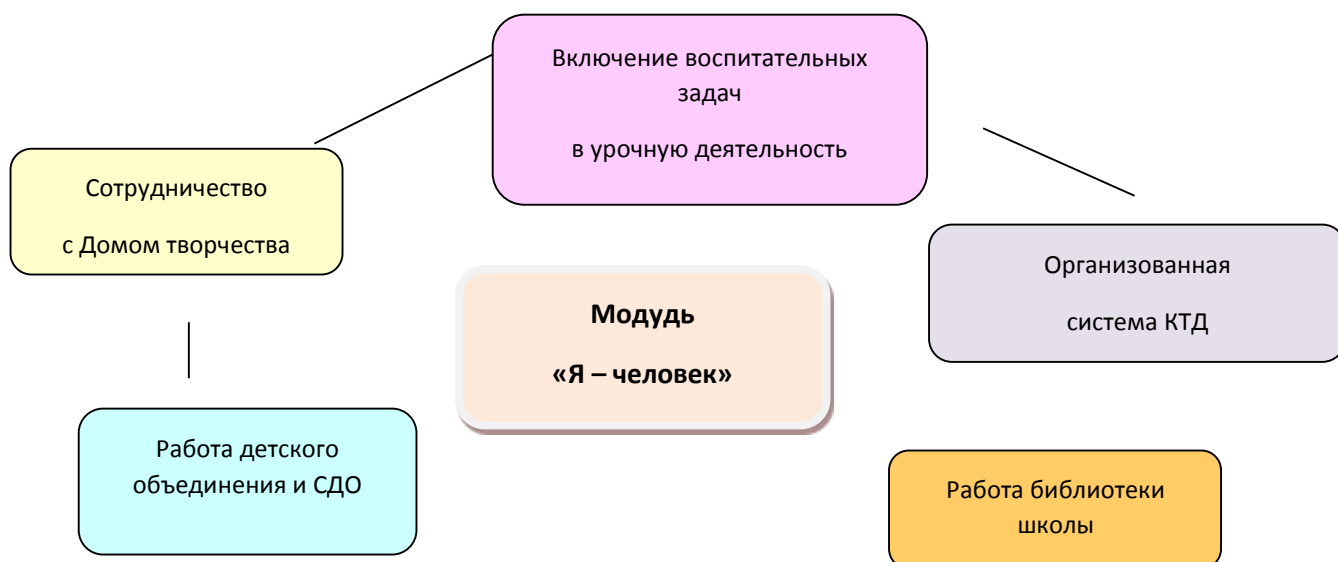 Включение воспитательных
задач
в урочную деятельность
Сотрудничество
с Домом творчества
Организованная
система КТД
Модудь
«Я – человек»
Работа детского
объединения и СДО
Работа библиотеки
школы